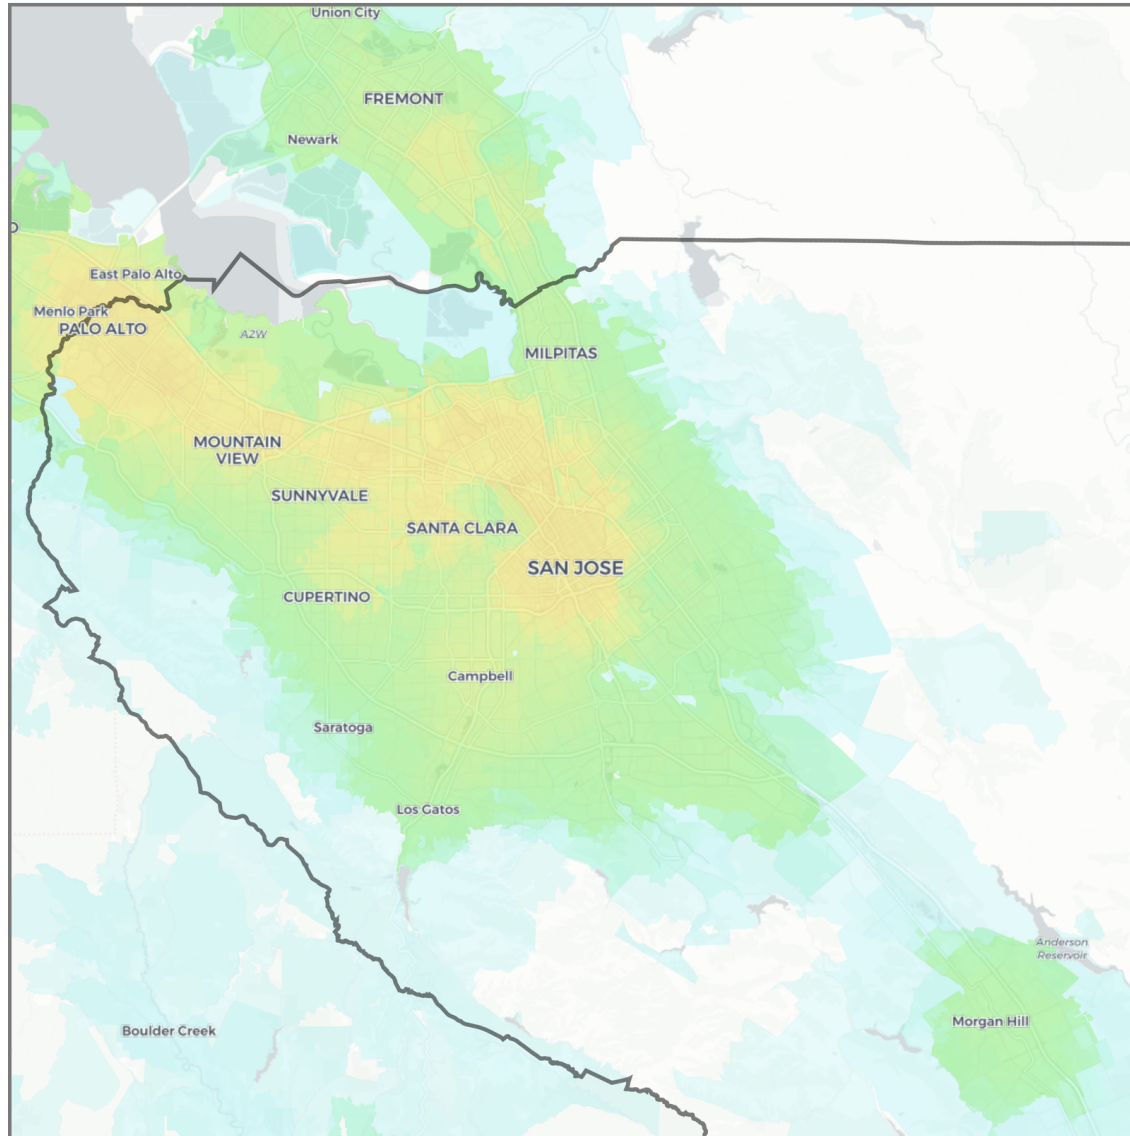 Union City
FREMONT
Newark
East Palo Alto
Menlo Park
PALO ALTO
A2W
MILPITAS
MOUNTAIN
VIEW
SUNNYVALE
SANTA CLARA
SAN JOSE
CUPERTINO
Campbell
Saratoga
Los Gatos
Anderson
Reservoir
Morgan Hill
Boulder Creek